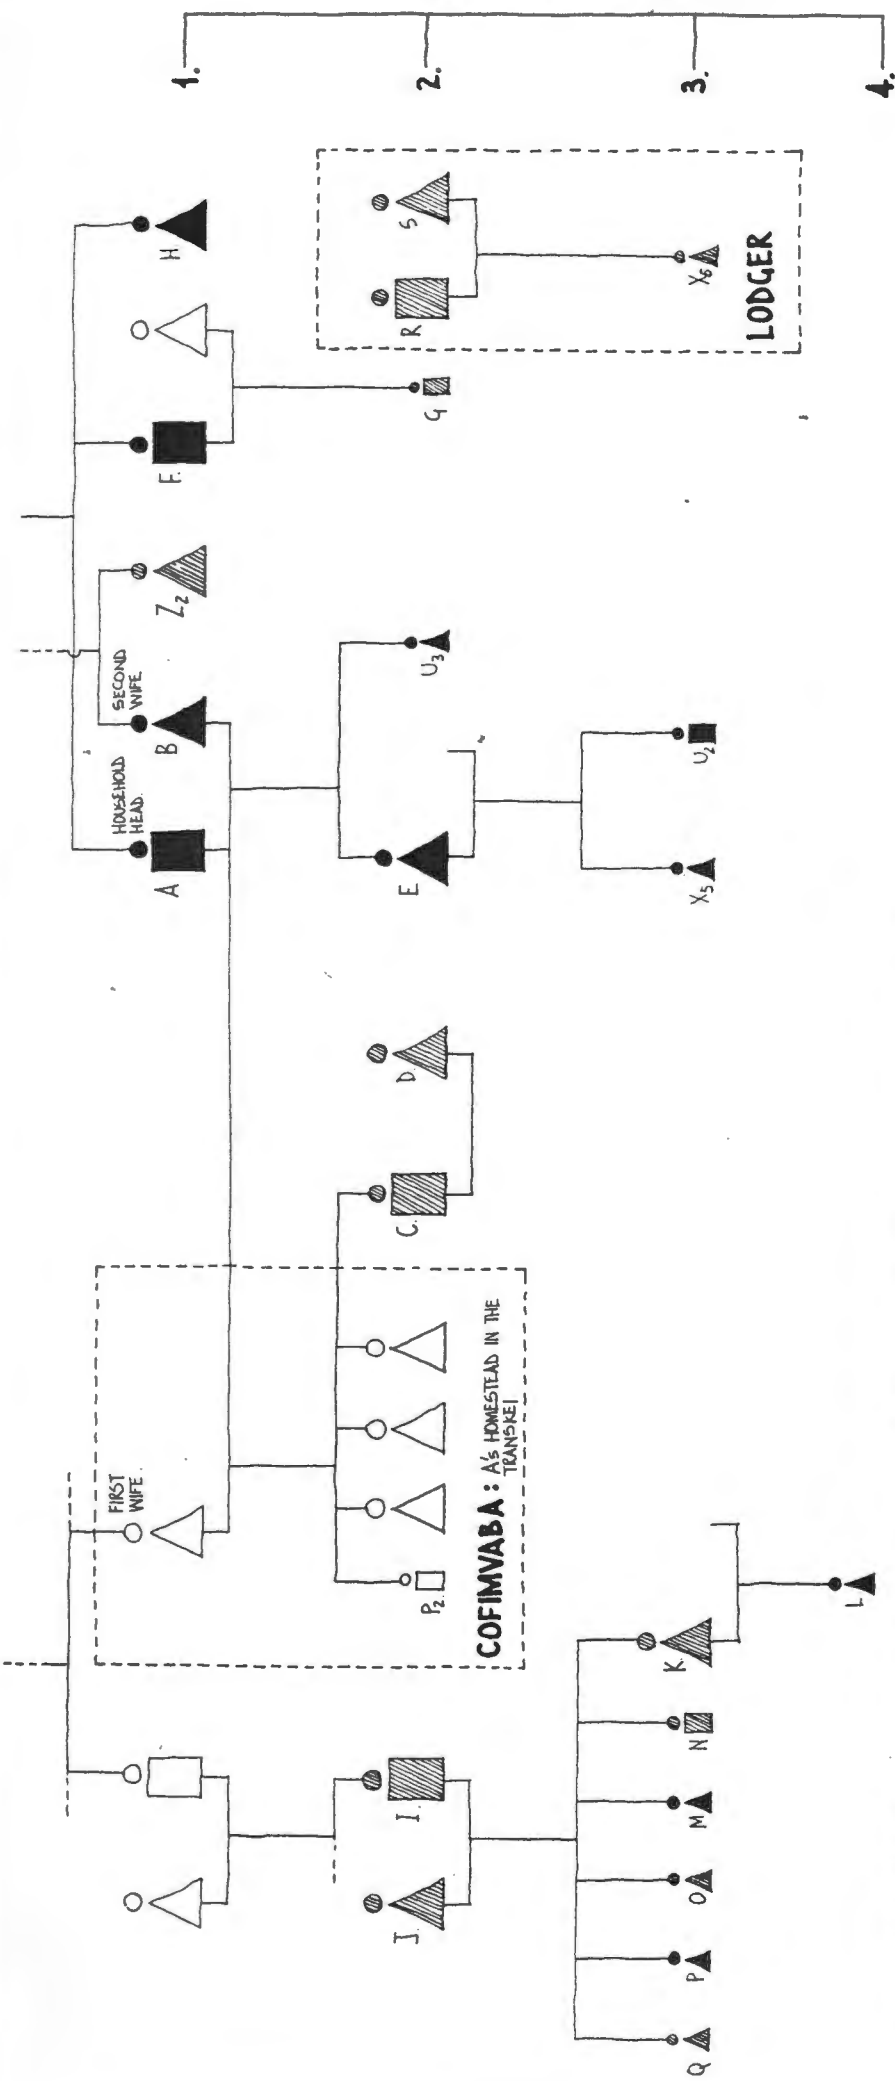 1.
2.
3.
4.
H
F.
Z₂
SECOND
WIFE.
B
HOUSEHOLD
HEAD.
A
FIRST
WIFE.
S
R
X₆
LODGER
G
U₃
E
U₂
X₅
D.
C.
P₂.
COFIMVABA : A's HOMESTEAD IN THE
TRANSKEI
I.
J.
K.
N
M
O
P
Q
L